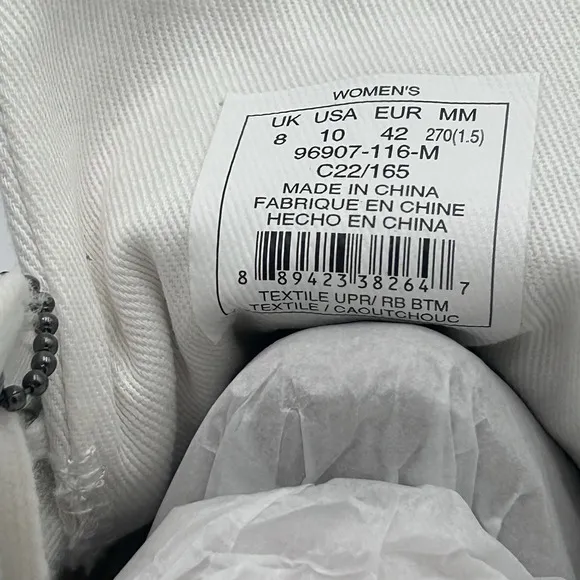 WOMEN'S
UK USA EUR MM
8 10 42 270(1.5)
96907-116-M
C22/165
MADE IN CHINA
FABRIQUE EN CHINE
HECHO EN CHINA
8 89423 38264 7
TEXTILE UPR/ RB BTM
TEXTILE / CAOUTCHOUC